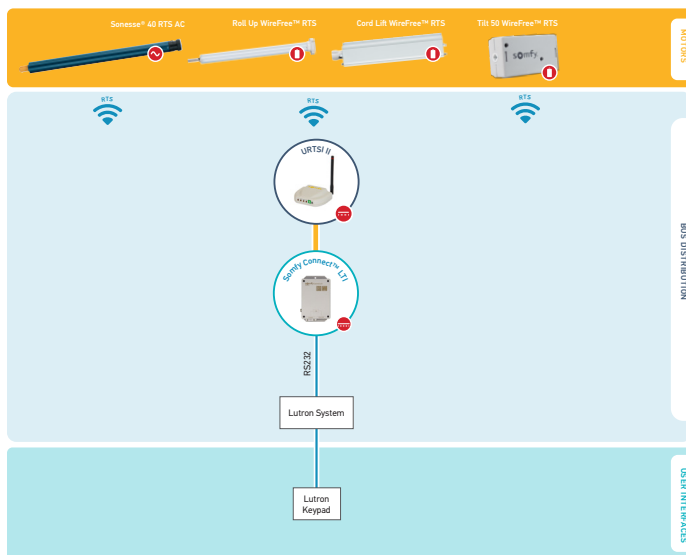 Sonesse® 40 RTS AC
Roll Up WireFree™ RTS
Cord Lift WireFree™ RTS
Tilt 50 WireFree™ RTS
somfy
MOTORS
RTS
RTS
RTS
URTSI II
BUS DISTRIBUTION
Somfy Connect™ LTI
RS232
Lutron System
Lutron
Keypad
USER INTERFACES